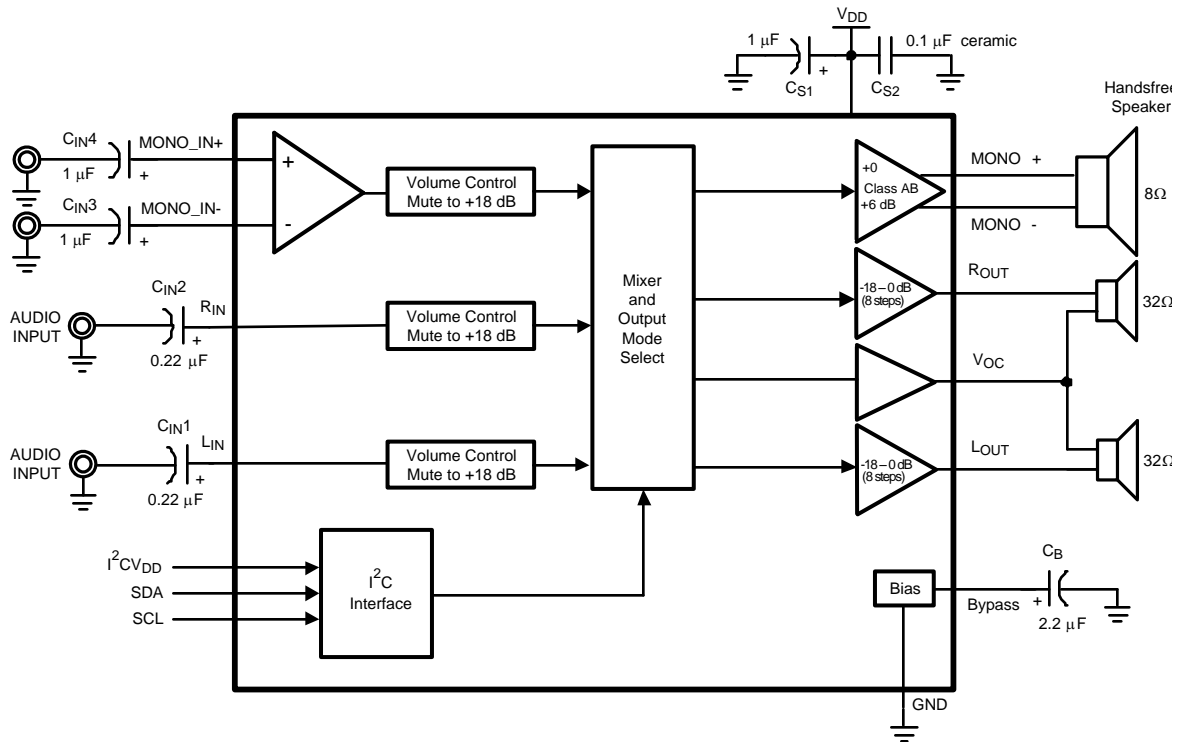 VDD
1 μF
0.1 μF ceramic
+
CS1
CS2
Handsfree
Speaker
CIN4
MONO_IN+
1 μF
+
CIN3
MONO_IN-
1 μF
+
+
-
Volume Control
Mute to +18 dB
+0
Class AB
+6 dB
MONO +
MONO -
8Ω
CIN2
RIN
AUDIO
INPUT
+
0.22 μF
Volume Control
Mute to +18 dB
Mixer
and
Output
Mode
Select
-18–0 dB
(8 steps)
ROUT
32Ω
VOC
CIN1
LIN
AUDIO
INPUT
+
0.22 μF
Volume Control
Mute to +18 dB
-18–0 dB
(8 steps)
LOUT
32Ω
I2CVDD
SDA
SCL
I2C
Interface
Bias
Bypass
CB
+
2.2 μF
GND